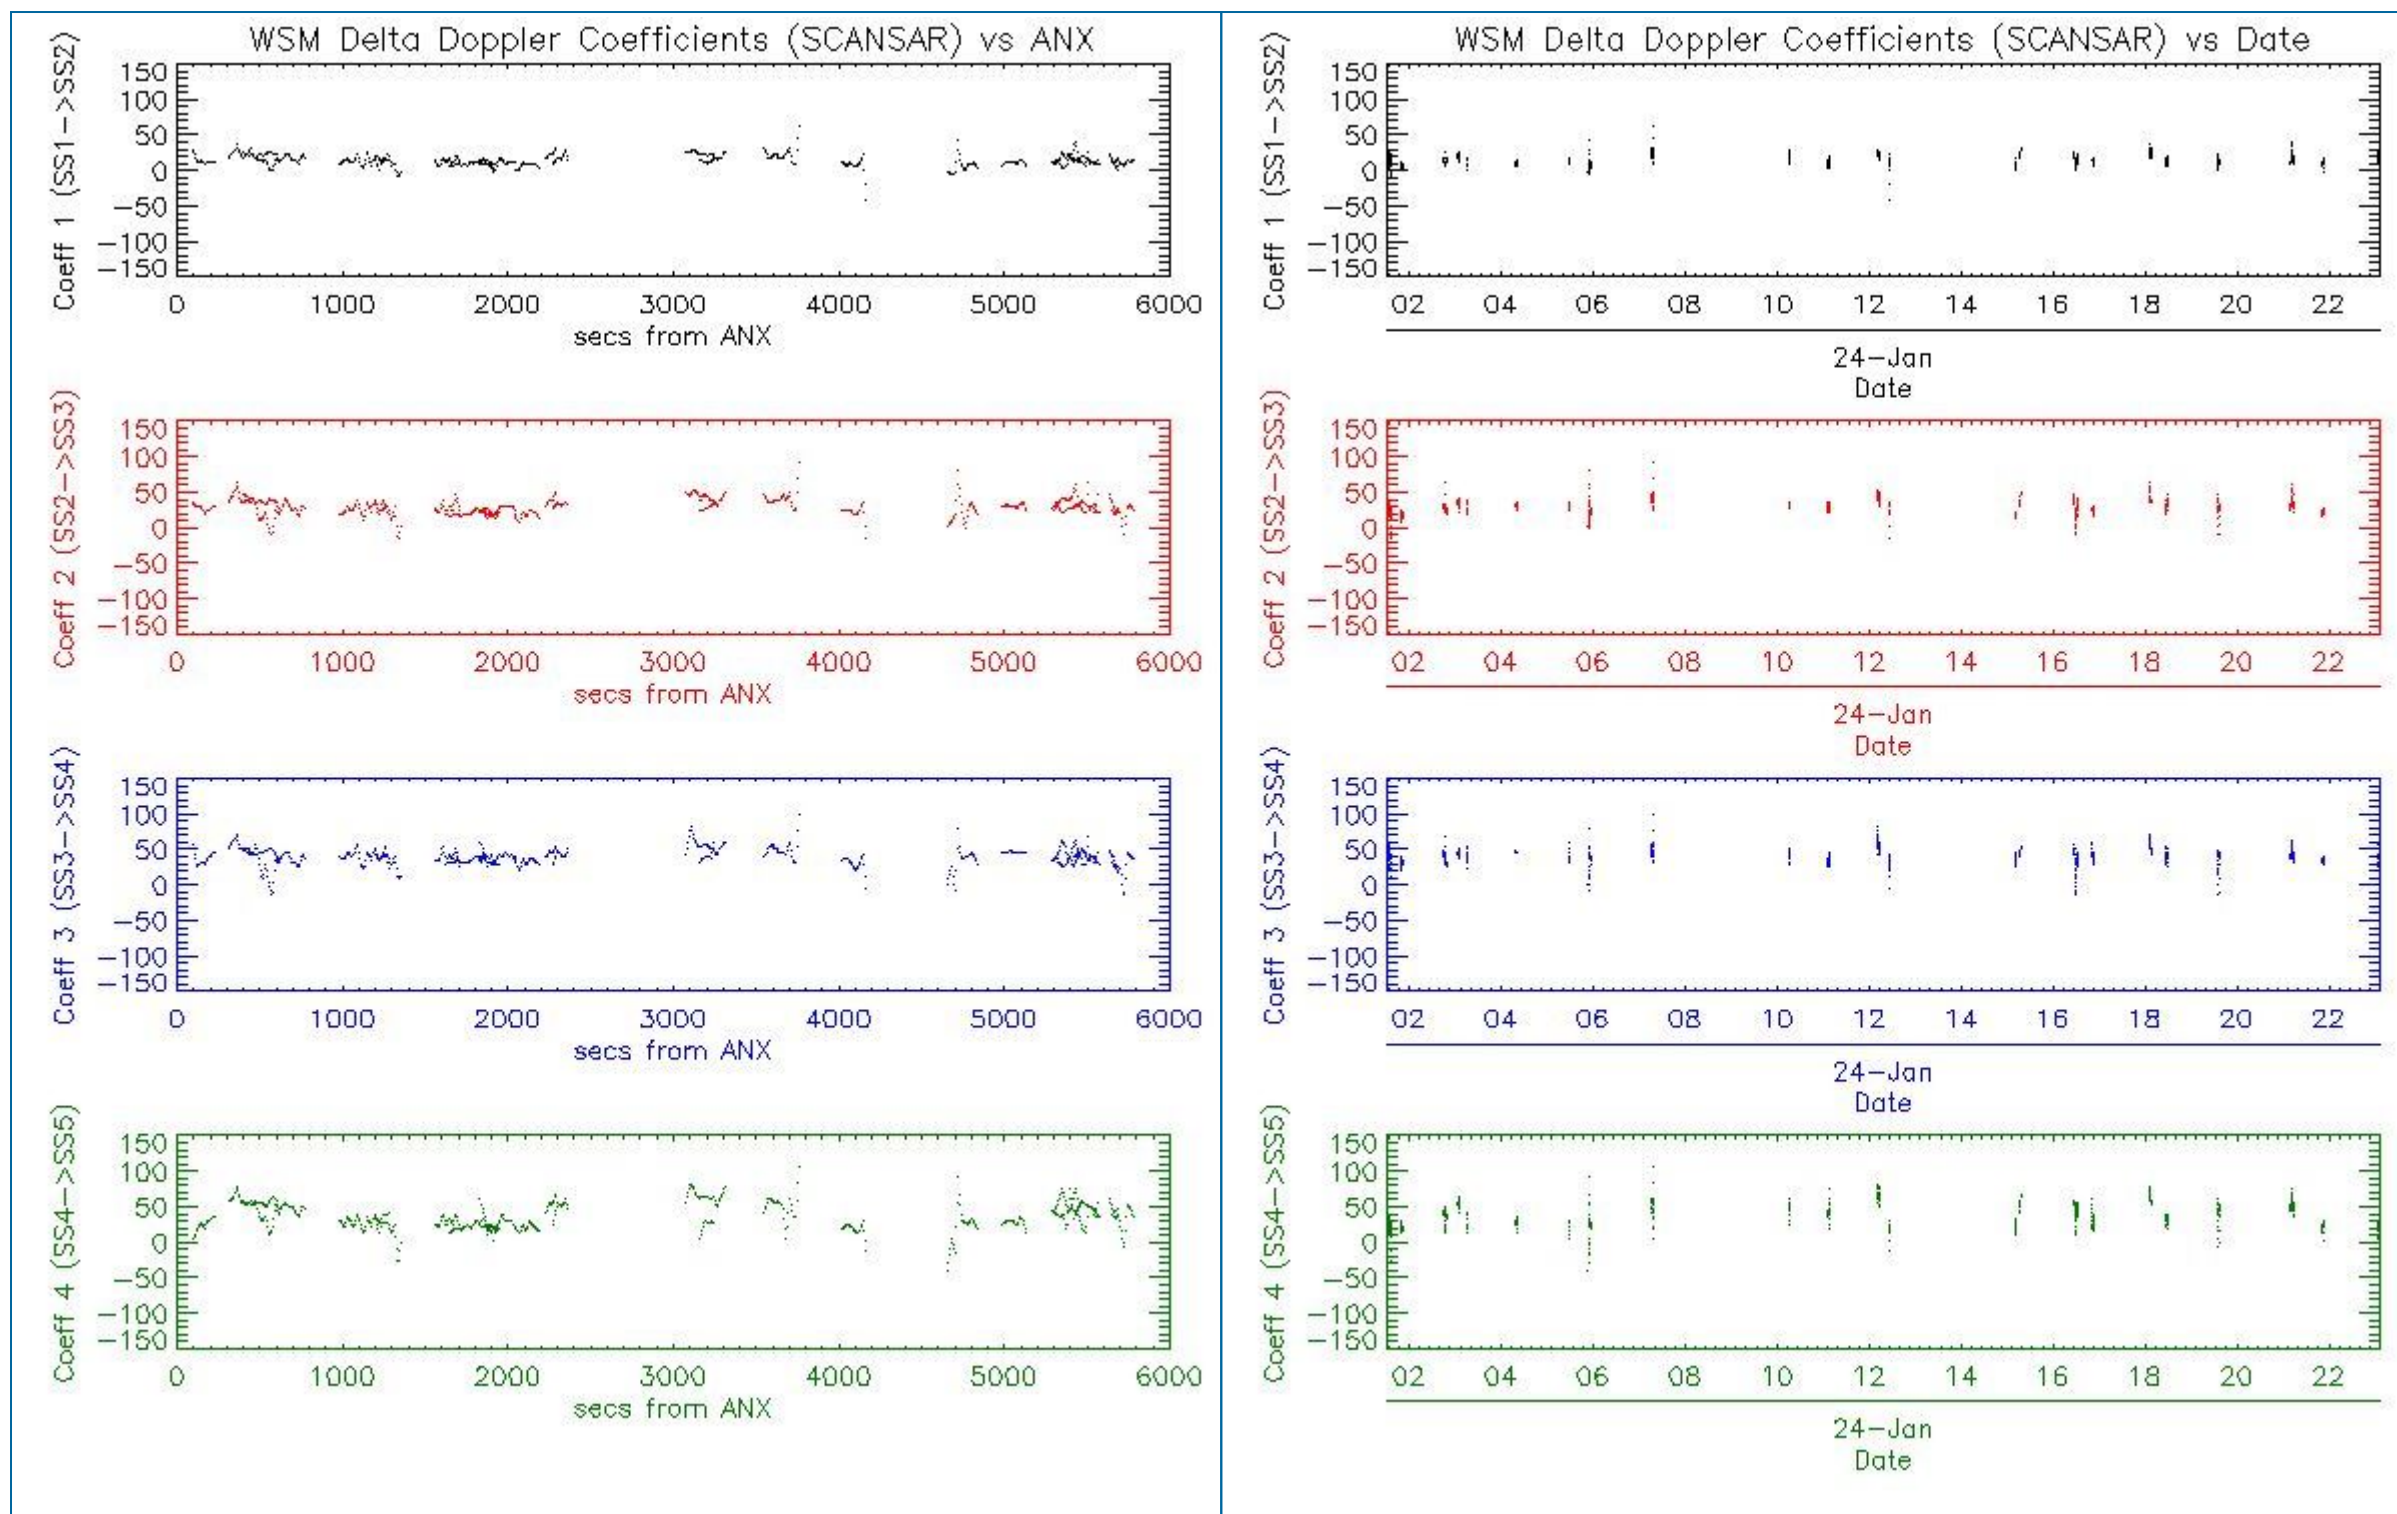 WSM Delta Doppler Coefficients (SCANSAR) vs ANX
Coeff 1 (SS1->SS2)
150
100
50
0
-50
-100
-150
0 1000 2000 3000 4000 5000 6000
secs from ANX
Coeff 2 (SS2->SS3)
150
100
50
0
-50
-100
-150
0 1000 2000 3000 4000 5000 6000
secs from ANX
Coeff 3 (SS3->SS4)
150
100
50
0
-50
-100
-150
0 1000 2000 3000 4000 5000 6000
secs from ANX
Coeff 4 (SS4->SS5)
150
100
50
0
-50
-100
-150
0 1000 2000 3000 4000 5000 6000
secs from ANX
WSM Delta Doppler Coefficients (SCANSAR) vs Date
Coeff 1 (SS1->SS2)
150
100
50
0
-50
-100
-150
02 04 06 08 10 12 14 16 18 20 22
24-Jan
Date
Coeff 2 (SS2->SS3)
150
100
50
0
-50
-100
-150
02 04 06 08 10 12 14 16 18 20 22
24-Jan
Date
Coeff 3 (SS3->SS4)
150
100
50
0
-50
-100
-150
02 04 06 08 10 12 14 16 18 20 22
24-Jan
Date
Coeff 4 (SS4->SS5)
150
100
50
0
-50
-100
-150
02 04 06 08 10 12 14 16 18 20 22
24-Jan
Date